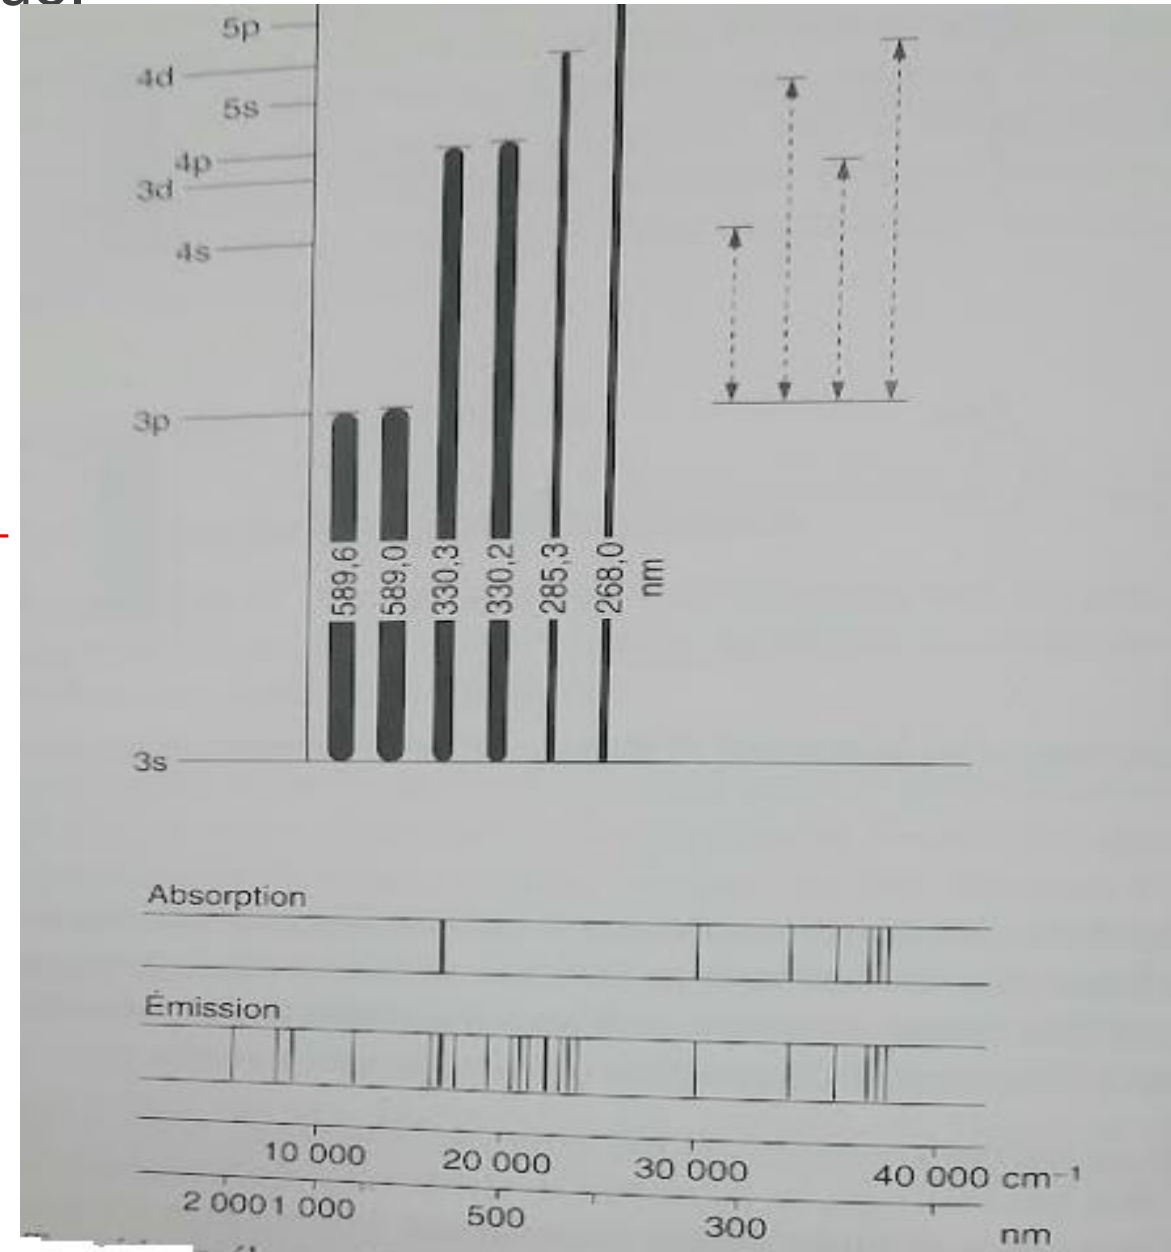 5p
4d
5s
4p
3d
4s
3p
589,6
589,0
330,3
330,2
285,3
268,0
nm
3s
Absorption
Émission
10 000
20 000
30 000
40 000 cm⁻¹
2 000
1 000
500
300
nm